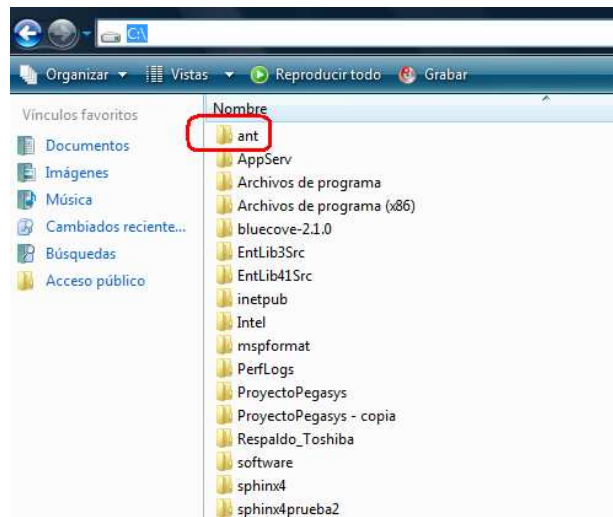 C:\
Organizar Vistas Reproducir todo Grabar
Vínculos favoritos
Documentos
Imágenes
Música
Cambiados reciente...
Búsquedas
Acceso público
Nombre
ant
AppServ
Archivos de programa
Archivos de programa (x86)
bluecove-2.1.0
EntLib3Src
EntLib41Src
inetpub
Intel
mspformat
PerfLogs
ProyectoPegasys
ProyectoPegasys - copia
Respaldo_Toshiba
software
sphinx4
sphinx4prueba2